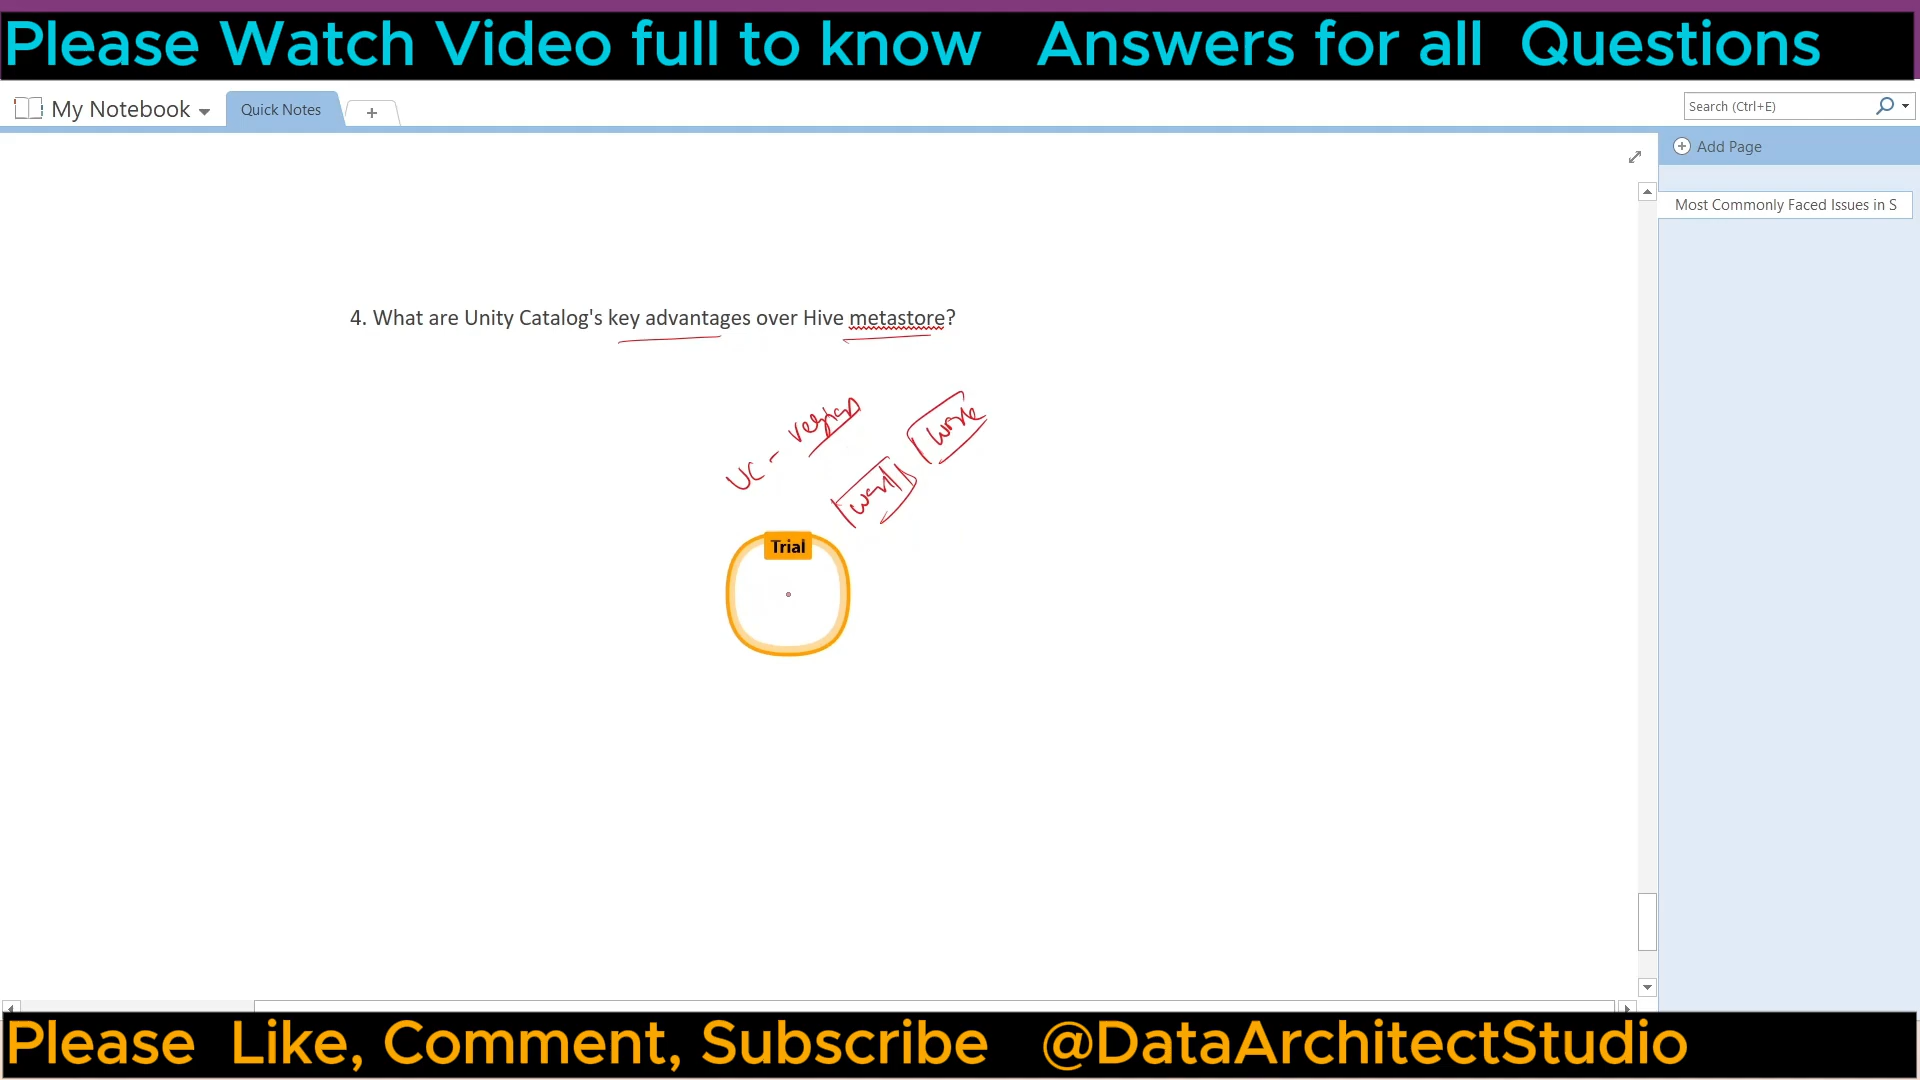 Please Watch Video full to know Answers for all Questions
My Notebook
Quick Notes
+
Search (Ctrl+E)
Add Page
Most Commonly Faced Issues in S
4. What are Unity Catalog's key advantages over Hive metastore?
UC -
Trial
Please Like, Comment, Subscribe @DataArchitectStudio